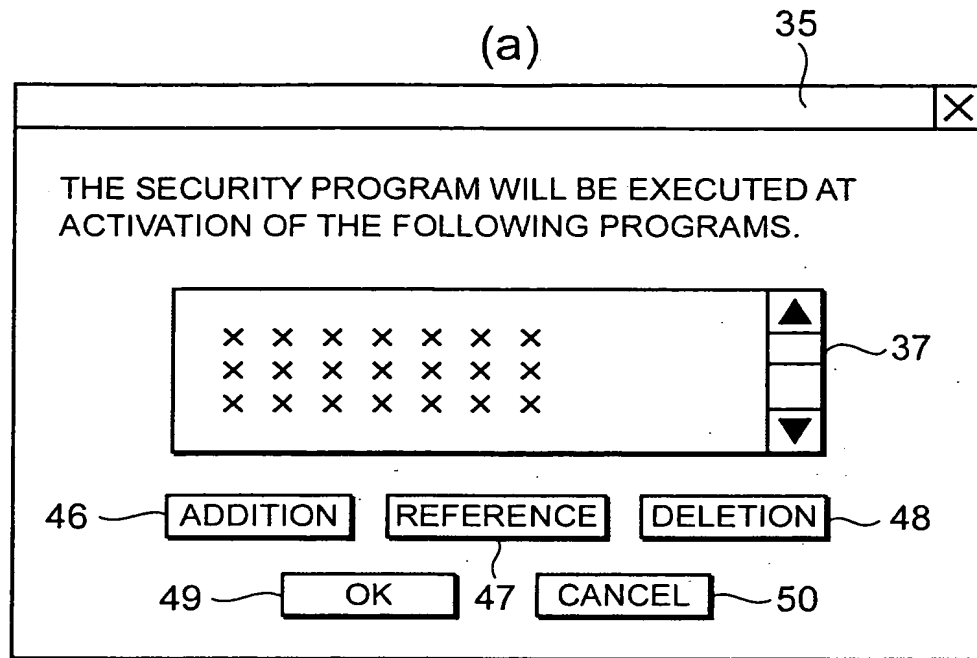 (a)
35
×
THE SECURITY PROGRAM WILL BE EXECUTED AT
ACTIVATION OF THE FOLLOWING PROGRAMS.
× × × × × × ×
× × × × × × ×
× × × × × × ×
37
46 ADDITION REFERENCE DELETION 48
49 OK 47 CANCEL 50